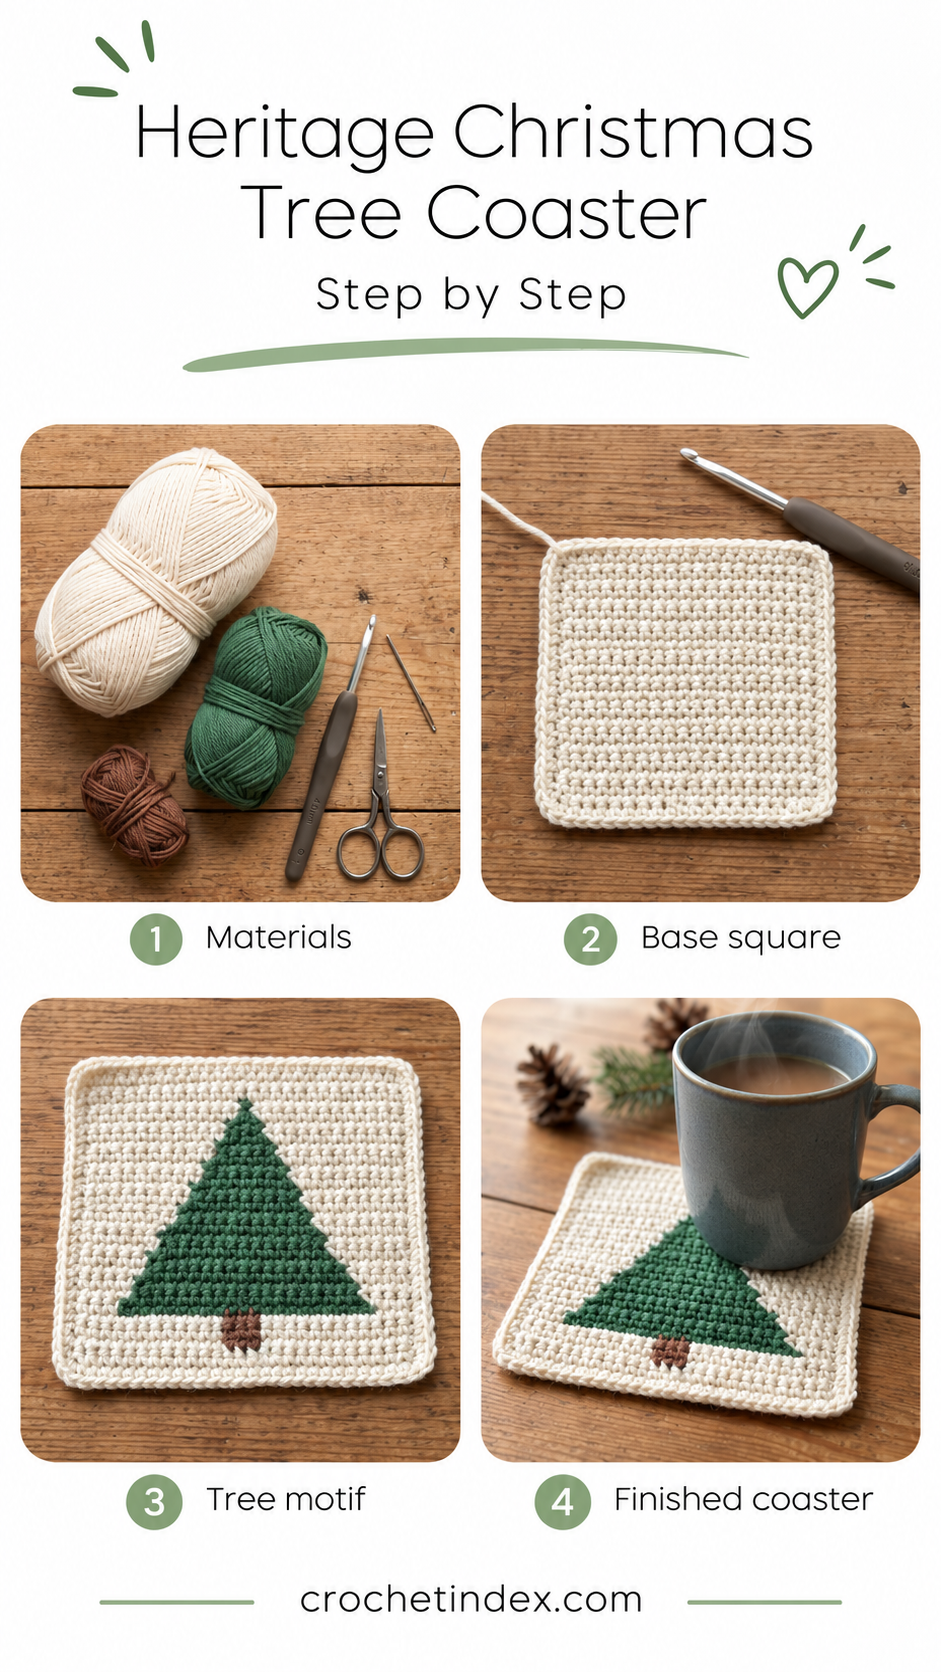 Heritage Christmas
Tree Coaster
Step by Step
1 Materials
2 Base square
3 Tree motif
4 Finished coaster
crochetindex.com